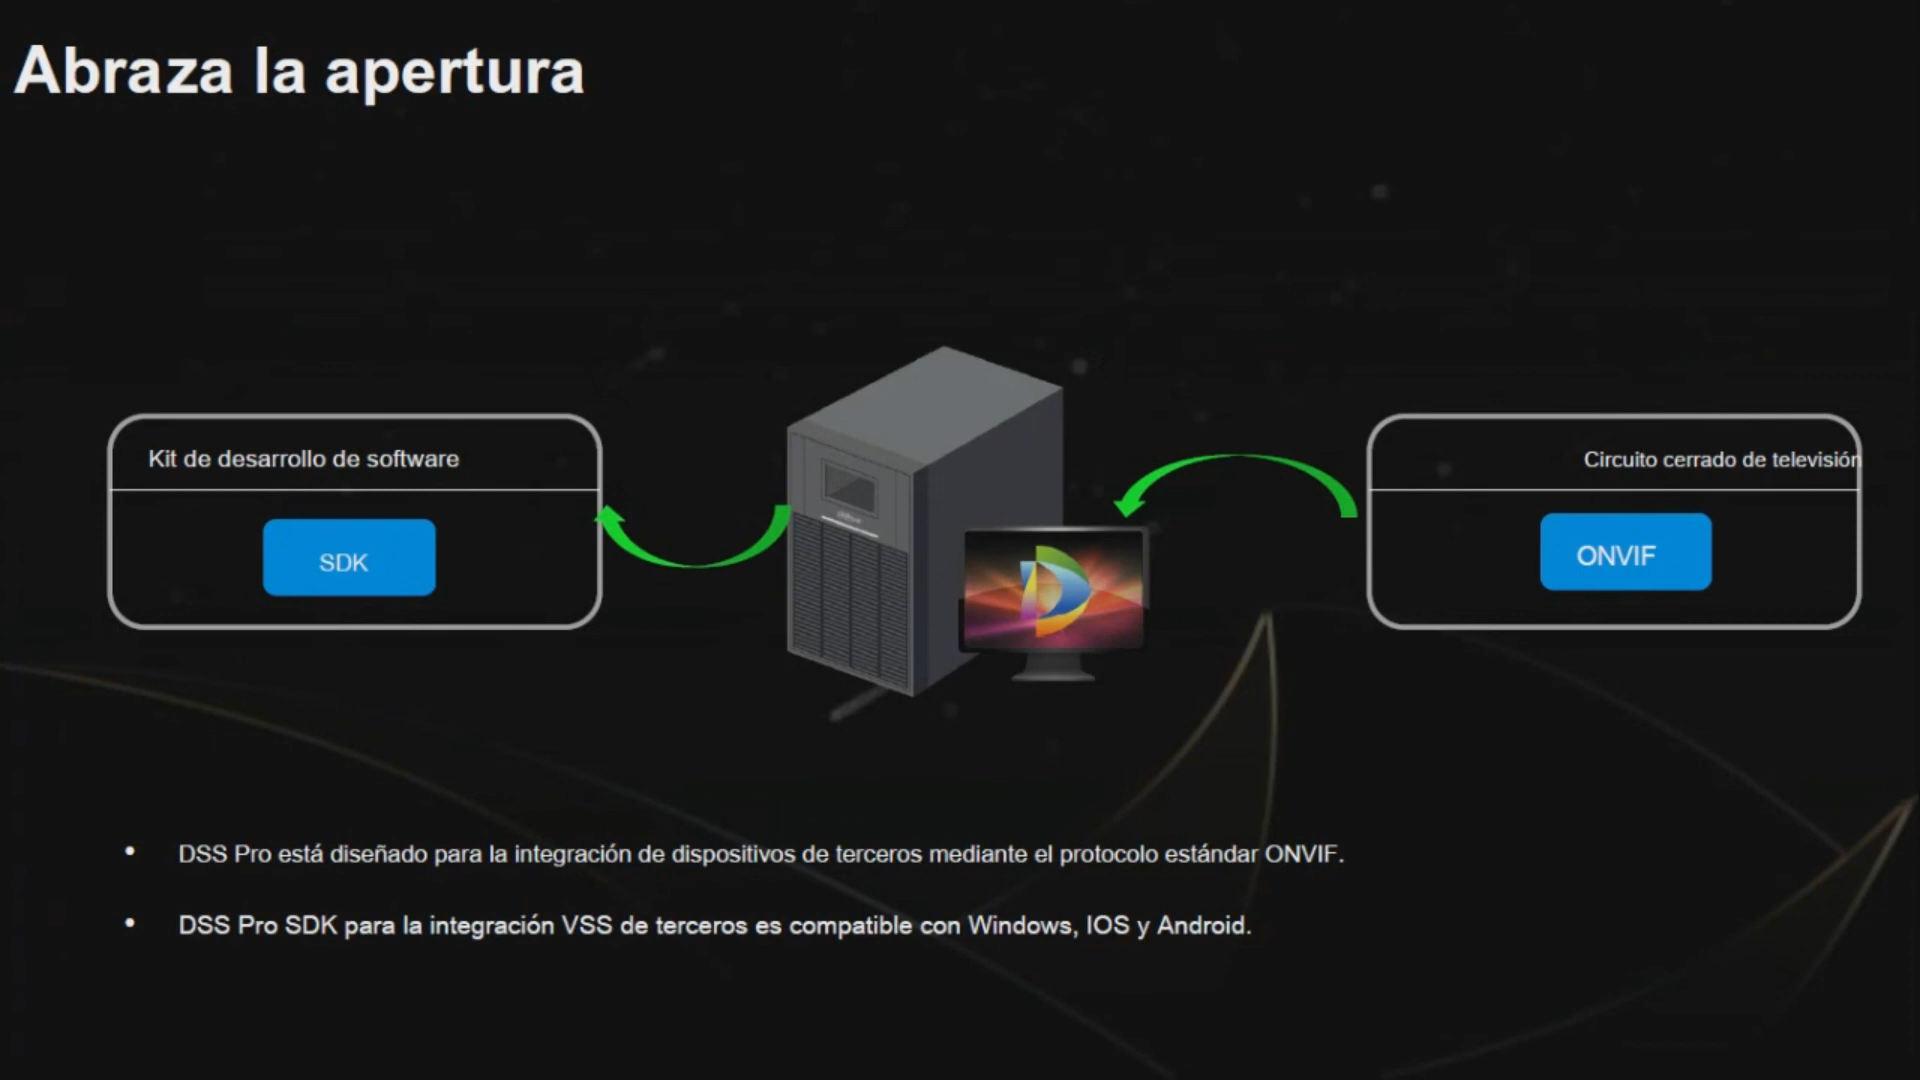 Abraza la apertura
Kit de desarrollo de software
SDK
Circuito cerrado de televisión
ONVIF
• DSS Pro está diseñado para la integración de dispositivos de terceros mediante el protocolo estándar ONVIF.
• DSS Pro SDK para la integración VSS de terceros es compatible con Windows, IOS y Android.